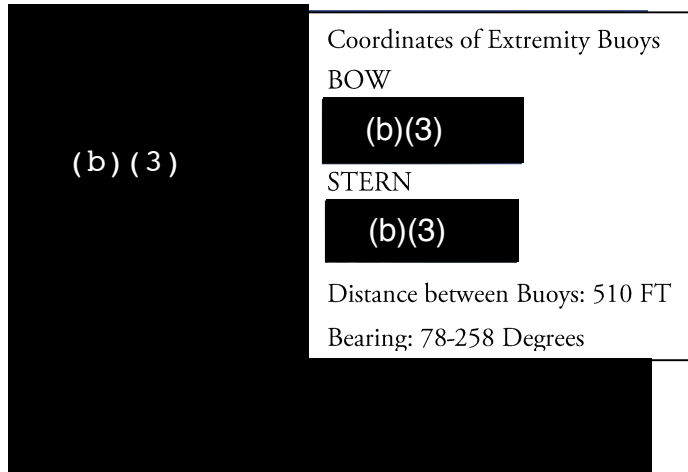 (b)(3)
Coordinates of Extremity Buoys
BOW
(b)(3)
STERN
(b)(3)
Distance between Buoys: 510 FT
Bearing: 78-258 Degrees